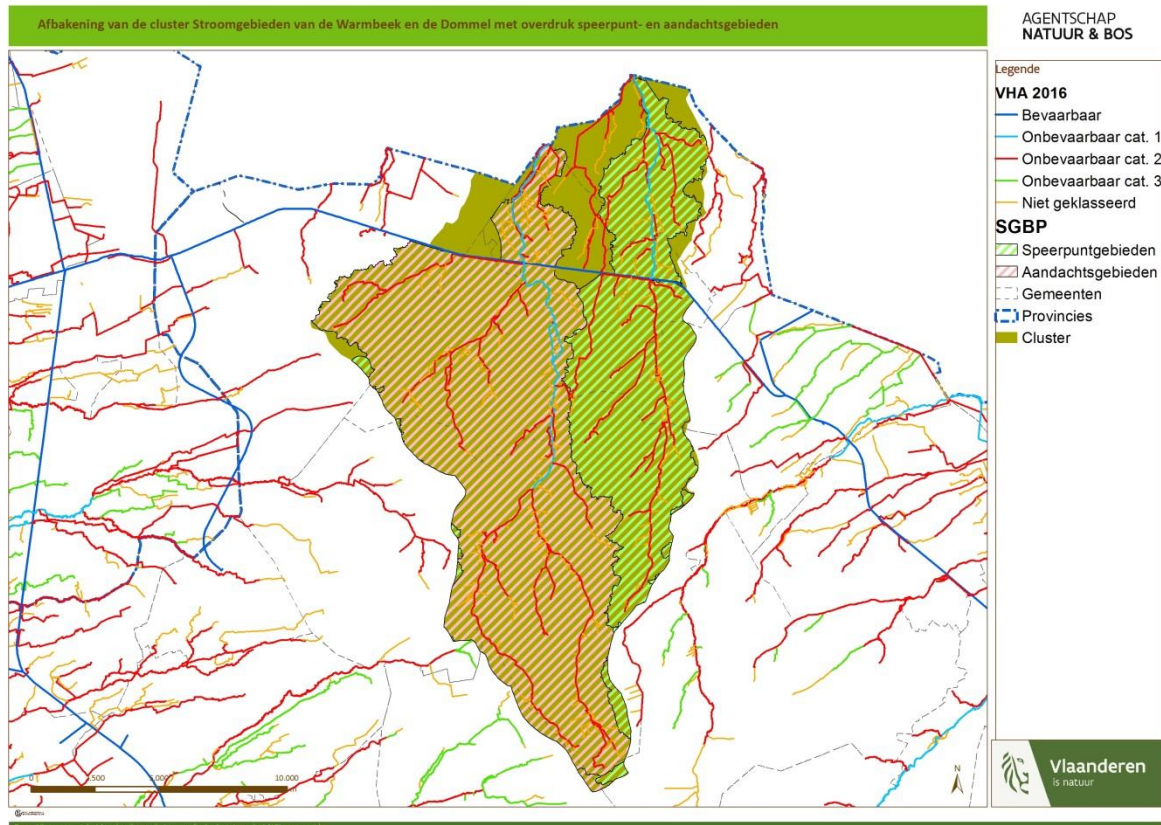 Afbakening van de cluster Stroomgebieden van de Warmbeek en de Dommel met overdruk speerpunt- en aandachtsgebieden
AGENTSCHAP
NATUUR & BOS
Legende
VHA 2016
Bevaarbaar
Onbevaarbaar cat. 1
Onbevaarbaar cat. 2
Onbevaarbaar cat. 3
Niet geklasseerd
SGBP
Speerpuntgebieden
Aandachtsgebieden
Gemeenten
Provincies
Cluster
0 2.500 5.000 10.000
N
Vlaanderen
is natuur